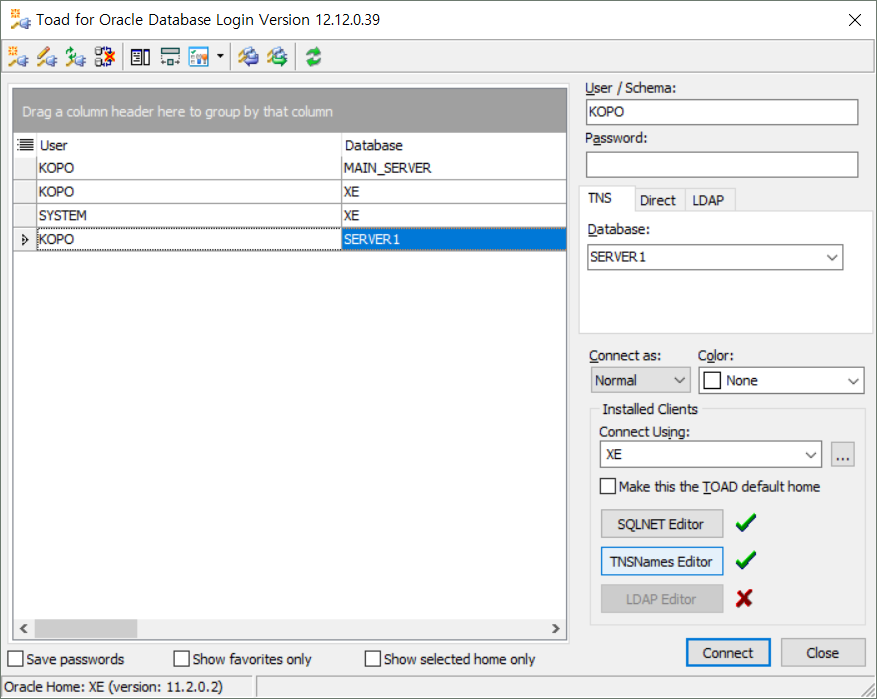 Toad for Oracle Database Login Version 12.12.0.39
Drag a column header here to group by that column
User Database
KOPO MAIN_SERVER
KOPO XE
SYSTEM XE
KOPO SERVER1
User / Schema:
KOPO
Password:
TNS Direct LDAP
Database:
SERVER1
Connect as: Color:
Normal None
Installed Clients
Connect Using:
XE ...
Make this the TOAD default home
SQLNET Editor
TNSNames Editor
LDAP Editor
Connect Close
Save passwords Show favorites only Show selected home only
Oracle Home: XE (version: 11.2.0.2)